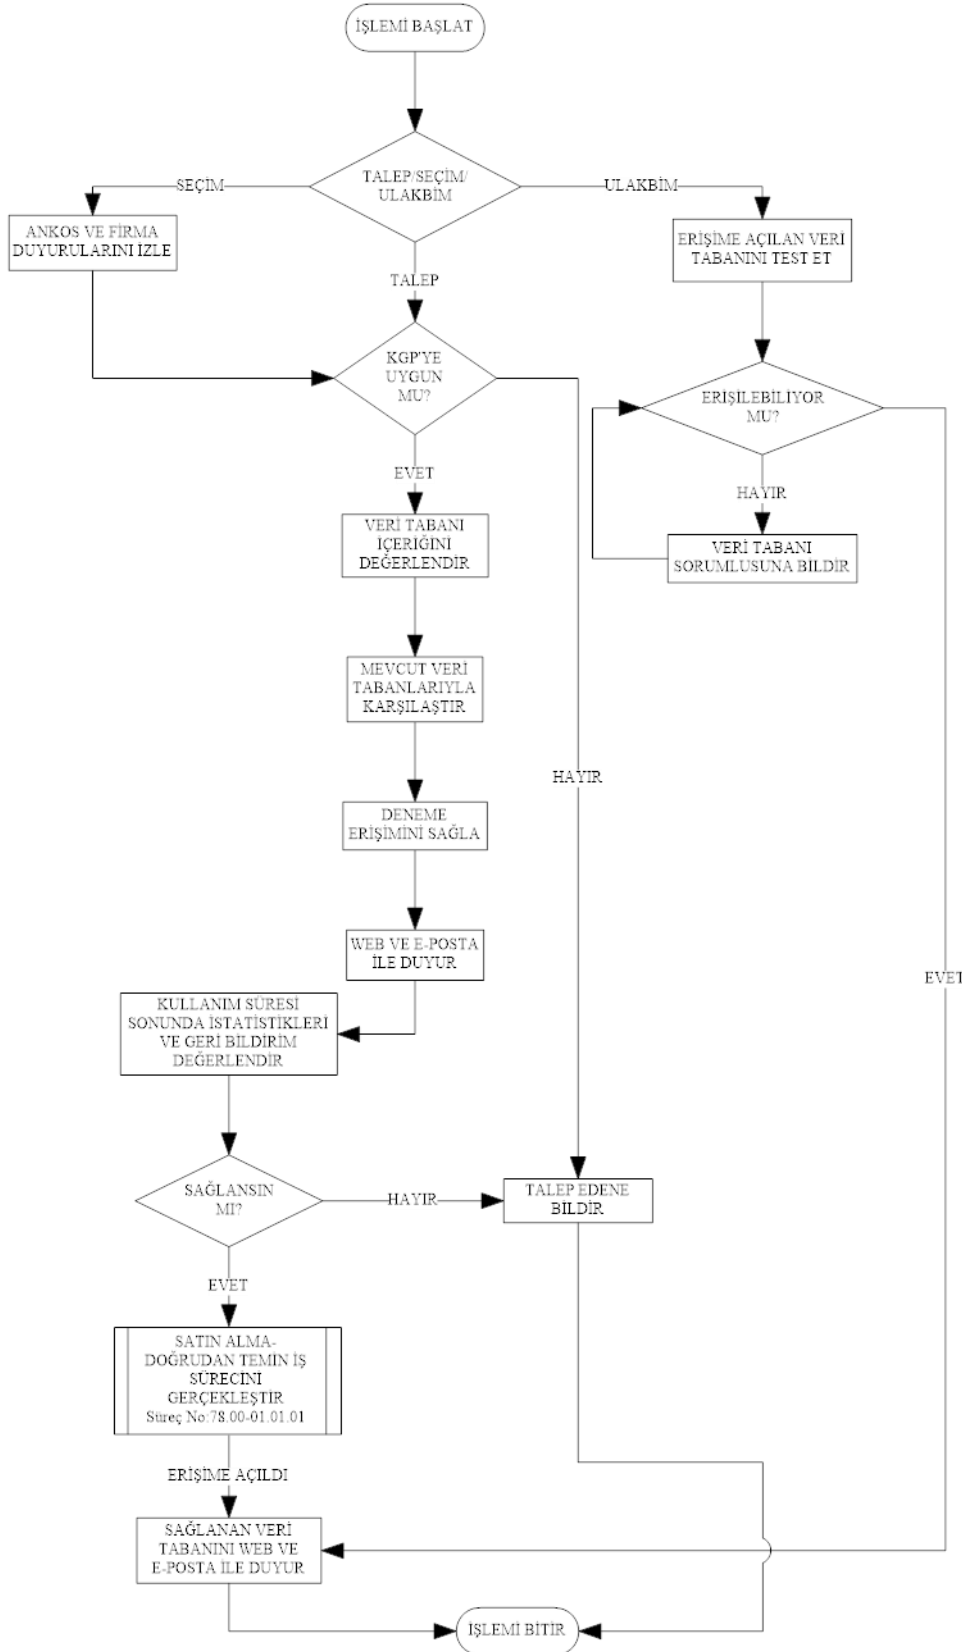 İŞLEMİ BAŞLAT
TALEP/SEÇİM/
ULAKBİM
SEÇİM
ULAKBİM
ANKOS VE FİRMA
DUYURULARINI İZLE
ERİŞİME AÇILAN VERİ
TABANINI TEST ET
TALEP
KGP'YE
UYGUN
MU?
ERİŞİLEBİLİYOR
MU?
EVET
HAYIR
VERİ TABANI
İÇERİĞİNİ
DEĞERLENDİR
VERİ TABANI
SORUMLUSUNA BİLDİR
MEVCUT VERİ
TABANLARIYLA
KARŞILAŞTIR
HAYIR
DENEME
ERİŞİMİNİ SAĞLA
WEB VE E-POSTA
İLE DUYUR
EVET
KULLANIM SÜRESİ
SONUNDA İSTATİSTİKLERİ
VE GERİ BİLDİRİM
DEĞERLENDİR
SAĞLANSIN
MI?
HAYIR
TALEP EDENE
BİLDİR
EVET
SATIN ALMA-
DOĞRUDAN TEMİN İŞ
SÜRECİNİ
GERÇEKLEŞTİR
Süreç No:78.00-01.01.01
ERİŞİME AÇILDI
SAĞLANAN VERİ
TABANINI WEB VE
E-POSTA İLE DUYUR
İŞLEMİ BİTİR